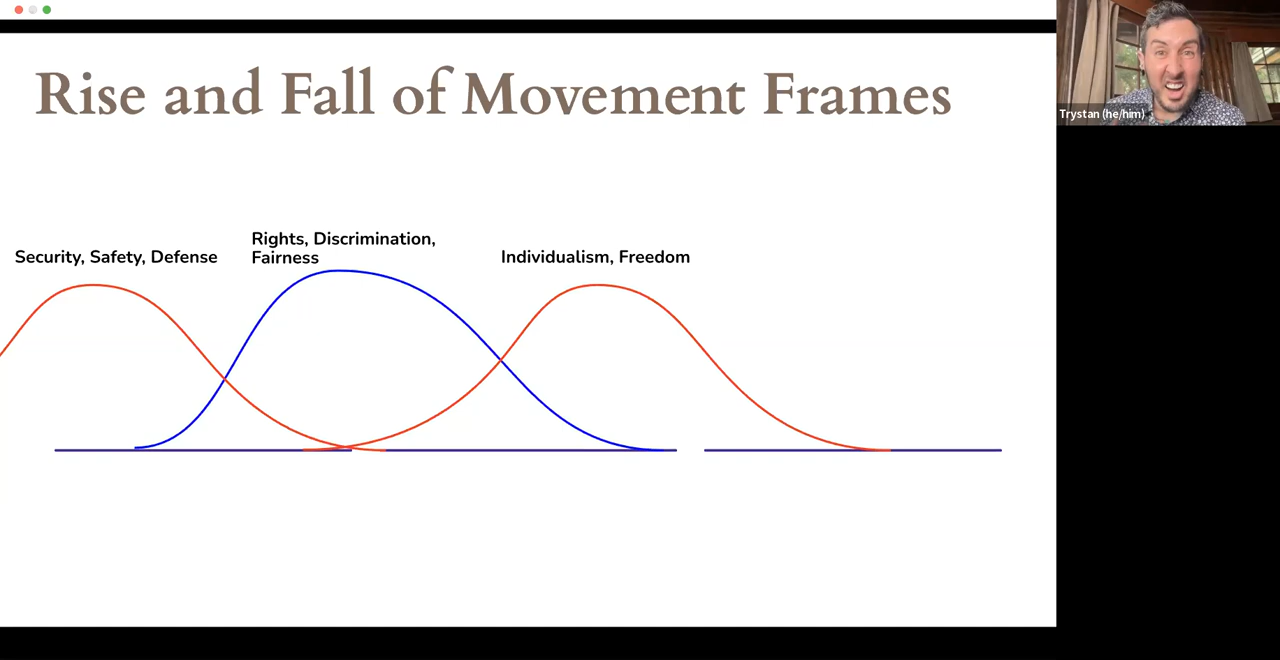 Rise and Fall of Movement Frames
Trystan (he/him)
Security, Safety, Defense
Rights, Discrimination,
Fairness
Individualism, Freedom